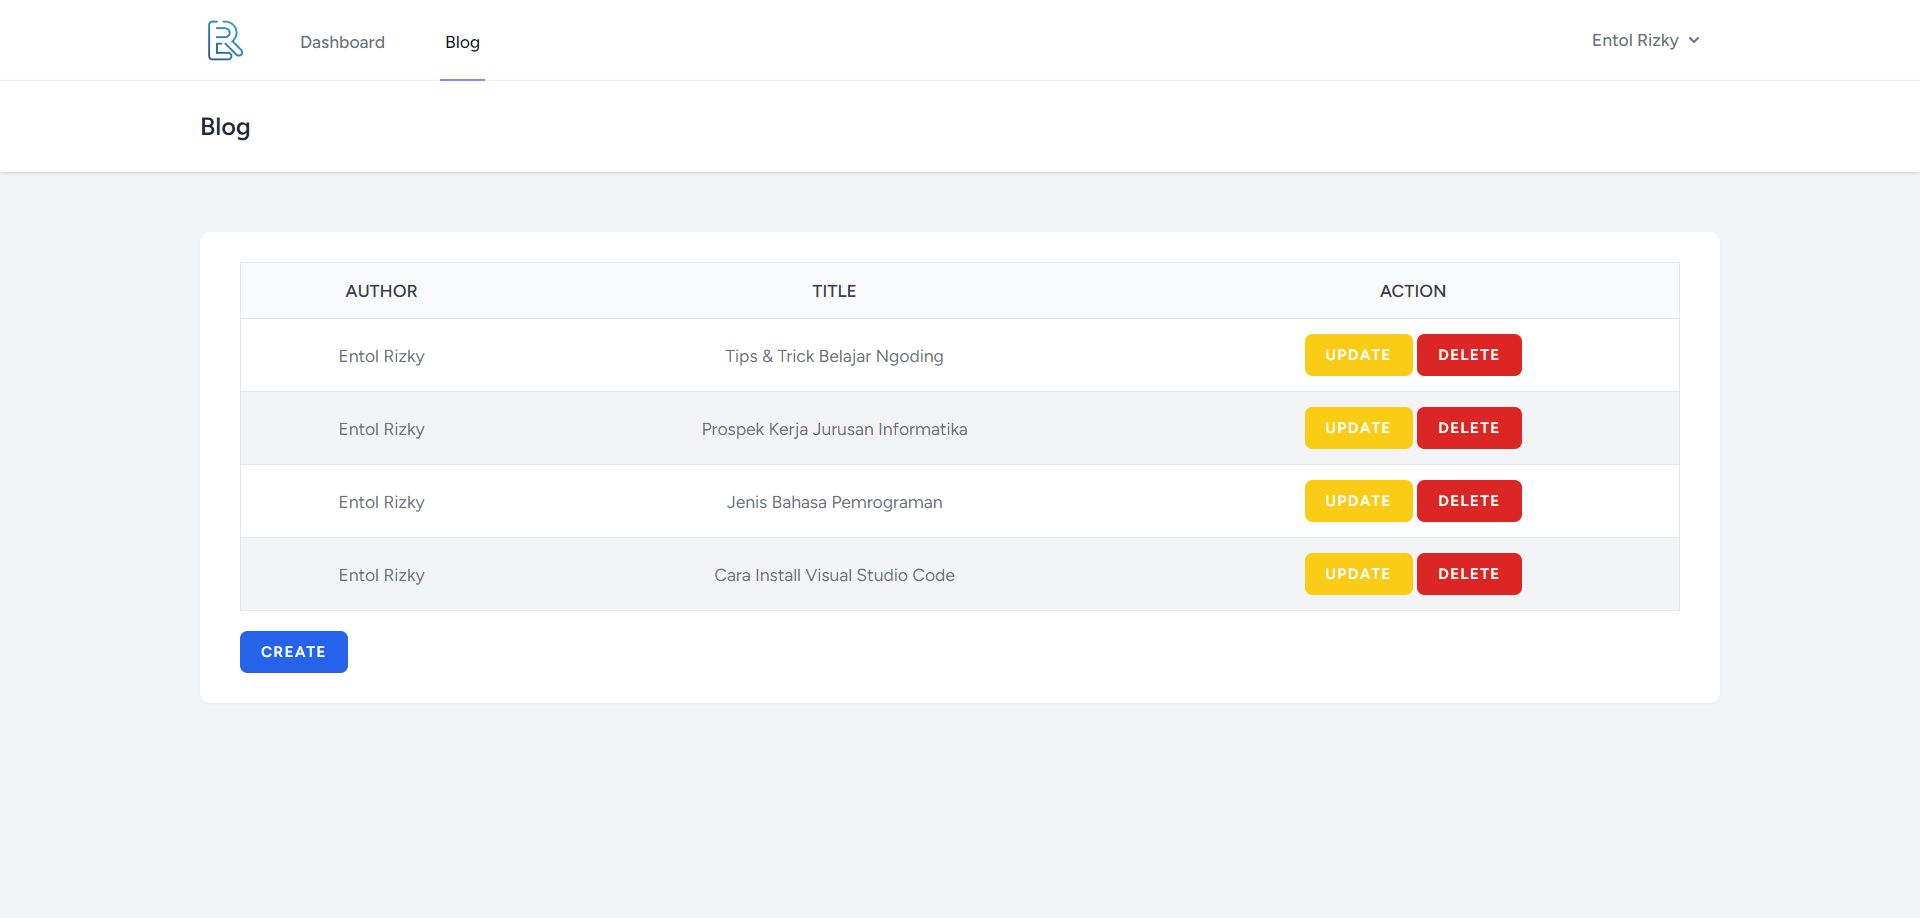 Dashboard Blog Entol Rizky
Blog
AUTHOR TITLE ACTION
Entol Rizky Tips & Trick Belajar Ngoding UPDATE DELETE
Entol Rizky Prospek Kerja Jurusan Informatika UPDATE DELETE
Entol Rizky Jenis Bahasa Pemrograman UPDATE DELETE
Entol Rizky Cara Install Visual Studio Code UPDATE DELETE
CREATE